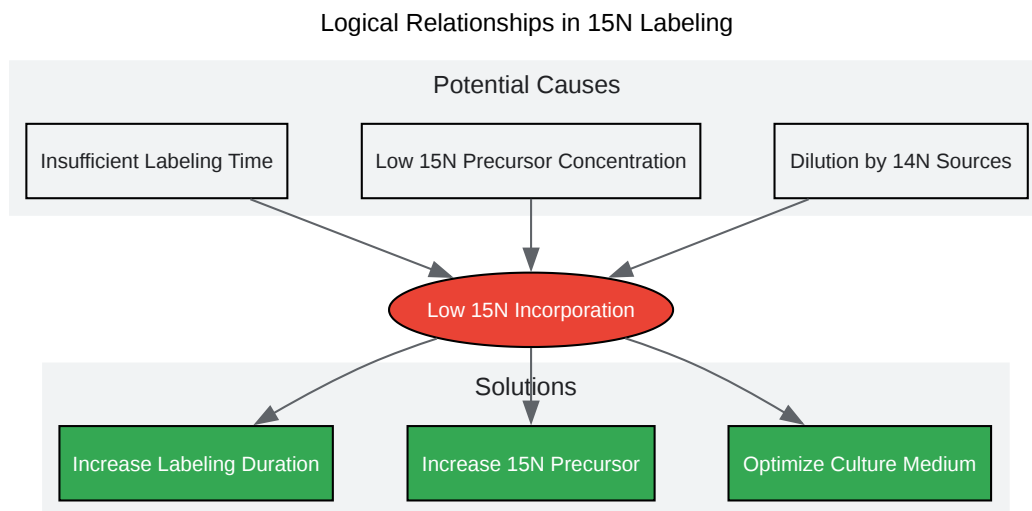 Logical Relationships in 15N Labeling
Potential Causes
Insufficient Labeling Time
Low 15N Precursor Concentration
Dilution by 14N Sources
Low 15N Incorporation
Solutions
Increase Labeling Duration
Increase 15N Precursor
Optimize Culture Medium